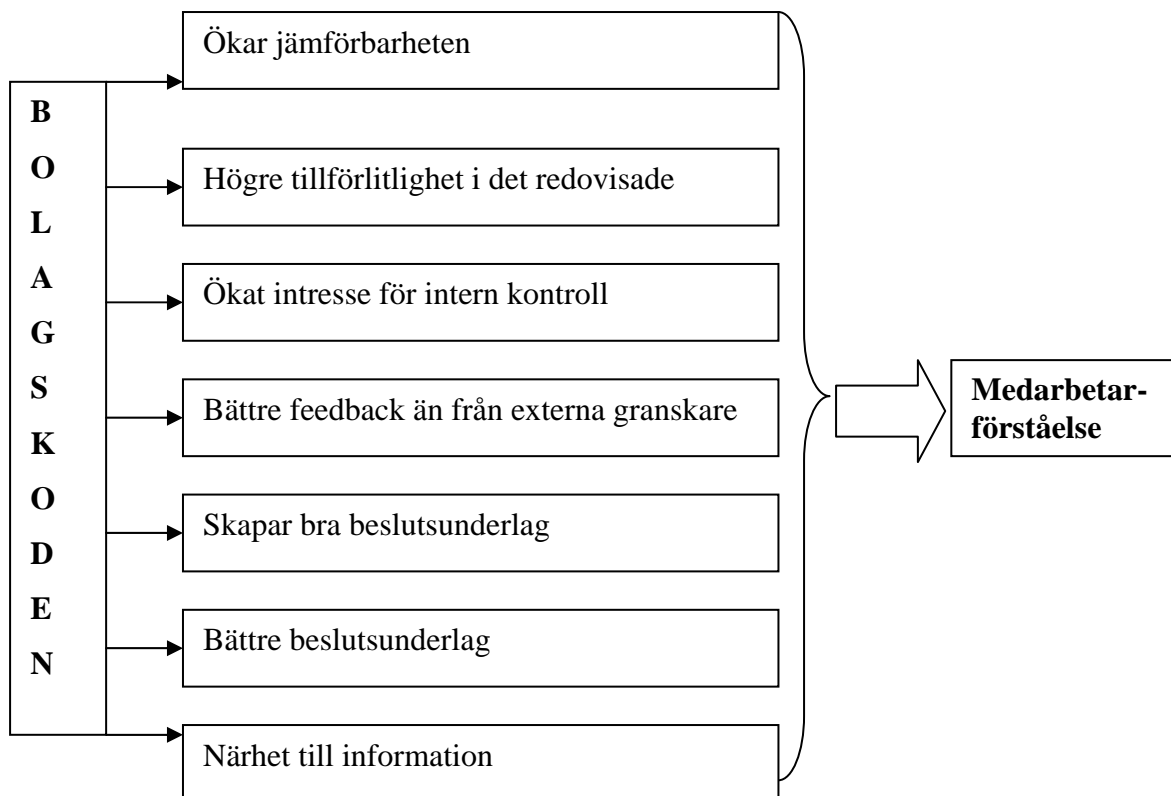 BOLAGSKODEN
Ökar jämförbarheten
Högre tillförlitlighet i det redovisade
Ökat intresse för intern kontroll
Bättre feedback än från externa granskare
Skapar bra beslutsunderlag
Bättre beslutsunderlag
Närhet till information
Medarbetar-
förståelse